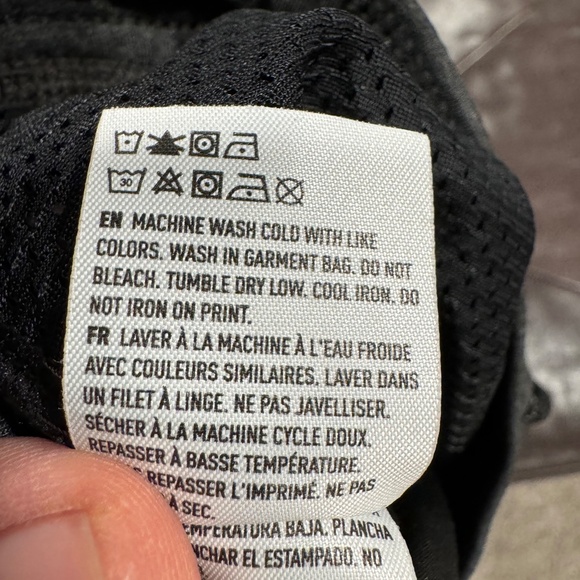 30
EN MACHINE WASH COLD WITH LIKE
COLORS. WASH IN GARMENT BAG. DO NOT
BLEACH. TUMBLE DRY LOW. COOL IRON. DO
NOT IRON ON PRINT.
FR LAVER À LA MACHINE À L'EAU FROIDE
AVEC COULEURS SIMILAIRES. LAVER DANS
UN FILET À LINGE. NE PAS JAVELLISER.
SÉCHER À LA MACHINE CYCLE DOUX.
REPASSER À BASSE TEMPÉRATURE.
REPASSER L'IMPRIMÉ. NE PAS
À SEC.
TEMPERATURA BAJA. PLANCHA
EL ESTAMPADO. NO